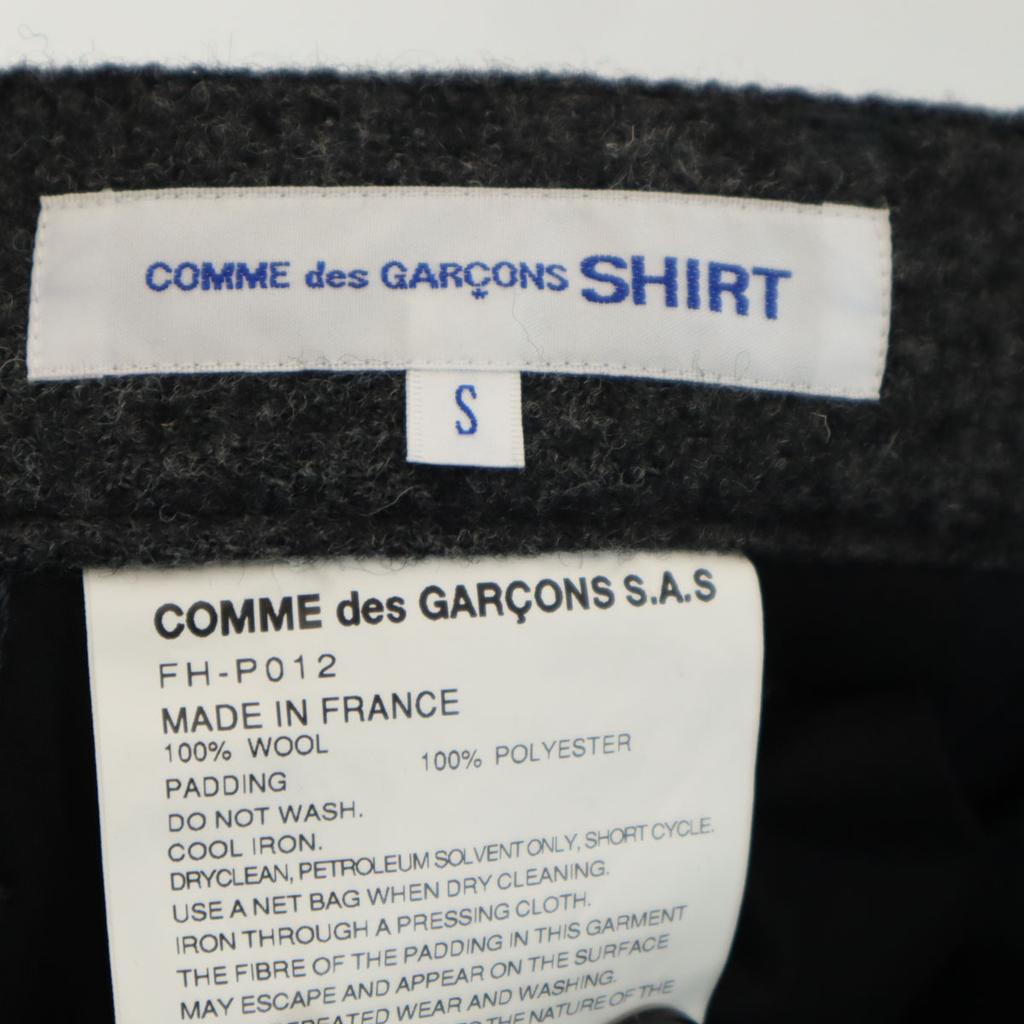 COMME des GARÇONS SHIRT
S
COMME des GARÇONS S.A.S
FH-P012
MADE IN FRANCE
100% WOOL
PADDING 100% POLYESTER
DO NOT WASH.
COOL IRON.
DRYCLEAN, PETROLEUM SOLVENT ONLY, SHORT CYCLE.
USE A NET BAG WHEN DRY CLEANING.
IRON THROUGH A PRESSING CLOTH.
THE FIBRE OF THE PADDING IN THIS GARMENT
MAY ESCAPE AND APPEAR ON THE SURFACE
WEAR AND WASHING.
THE NATURE OF THE